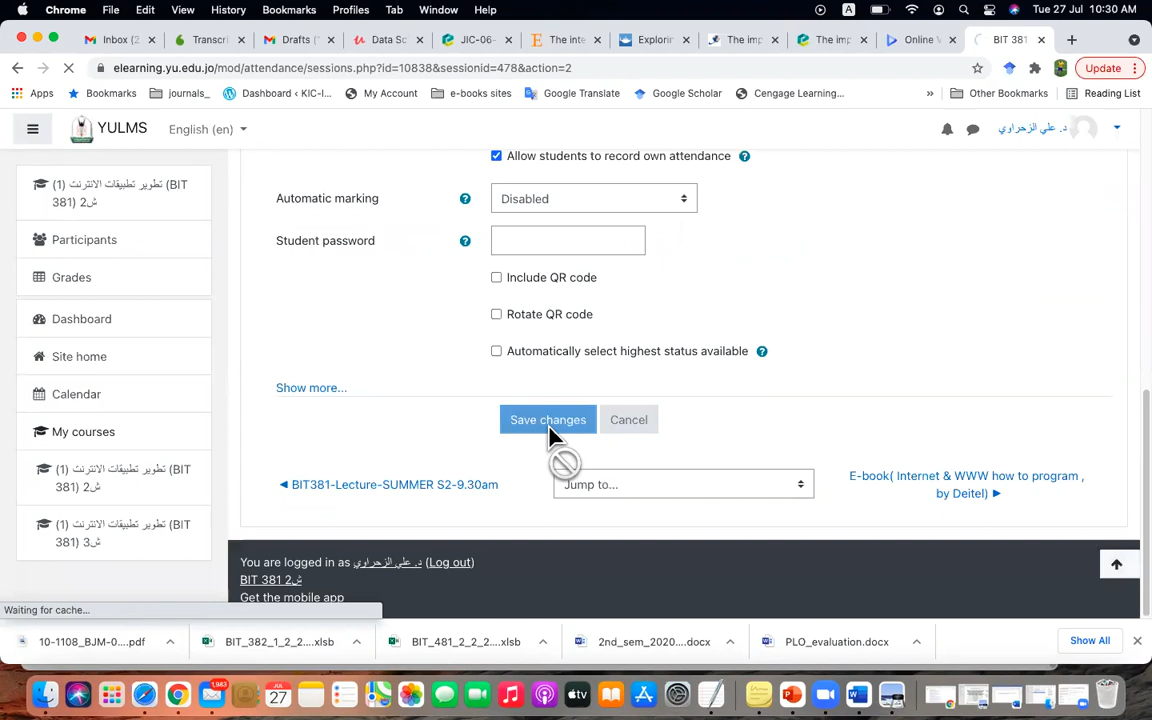 Chrome File Edit View History Bookmarks Profiles Tab Window Help A Tue 27 Jul 10:30 AM
Inbox (2 Transcri Drafts ( Data Sc JIC-06- The inte Explorin The imp The imp Online V BIT 381
elearning.yu.edu.jo/mod/attendance/sessions.php?id=10838&sessionid=478&action=2 Update
Apps Bookmarks journals_ Dashboard ‹ KIC-I... My Account e-books sites Google Translate Google Scholar Cengage Learning... » Other Bookmarks Reading List
YULMS English (en) د. علي الزحراوي
Allow students to record own attendance
Automatic marking Disabled
Student password
Include QR code
Rotate QR code
Automatically select highest status available
Show more...
Save changes Cancel
◄ BIT381-Lecture-SUMMER S2-9.30am Jump to... E-book( Internet & WWW how to program ,
by Deitel) ►
تطوير تطبيقات الانترنت (1) (BIT
381) ش2
Participants
Grades
Dashboard
Site home
Calendar
My courses
تطوير تطبيقات الانترنت (1) (BIT
381) ش2
تطوير تطبيقات الانترنت (1) (BIT
381) ش3
You are logged in as د. علي الزحراوي (Log out)
BIT 381 ش2
Get the mobile app
Waiting for cache...
10-1108_BJM-0....pdf BIT_382_1_2_2....xlsb BIT_481_2_2_2....xlsb 2nd_sem_2020....docx PLO_evaluation.docx Show All
1,983 JUL 27 tv